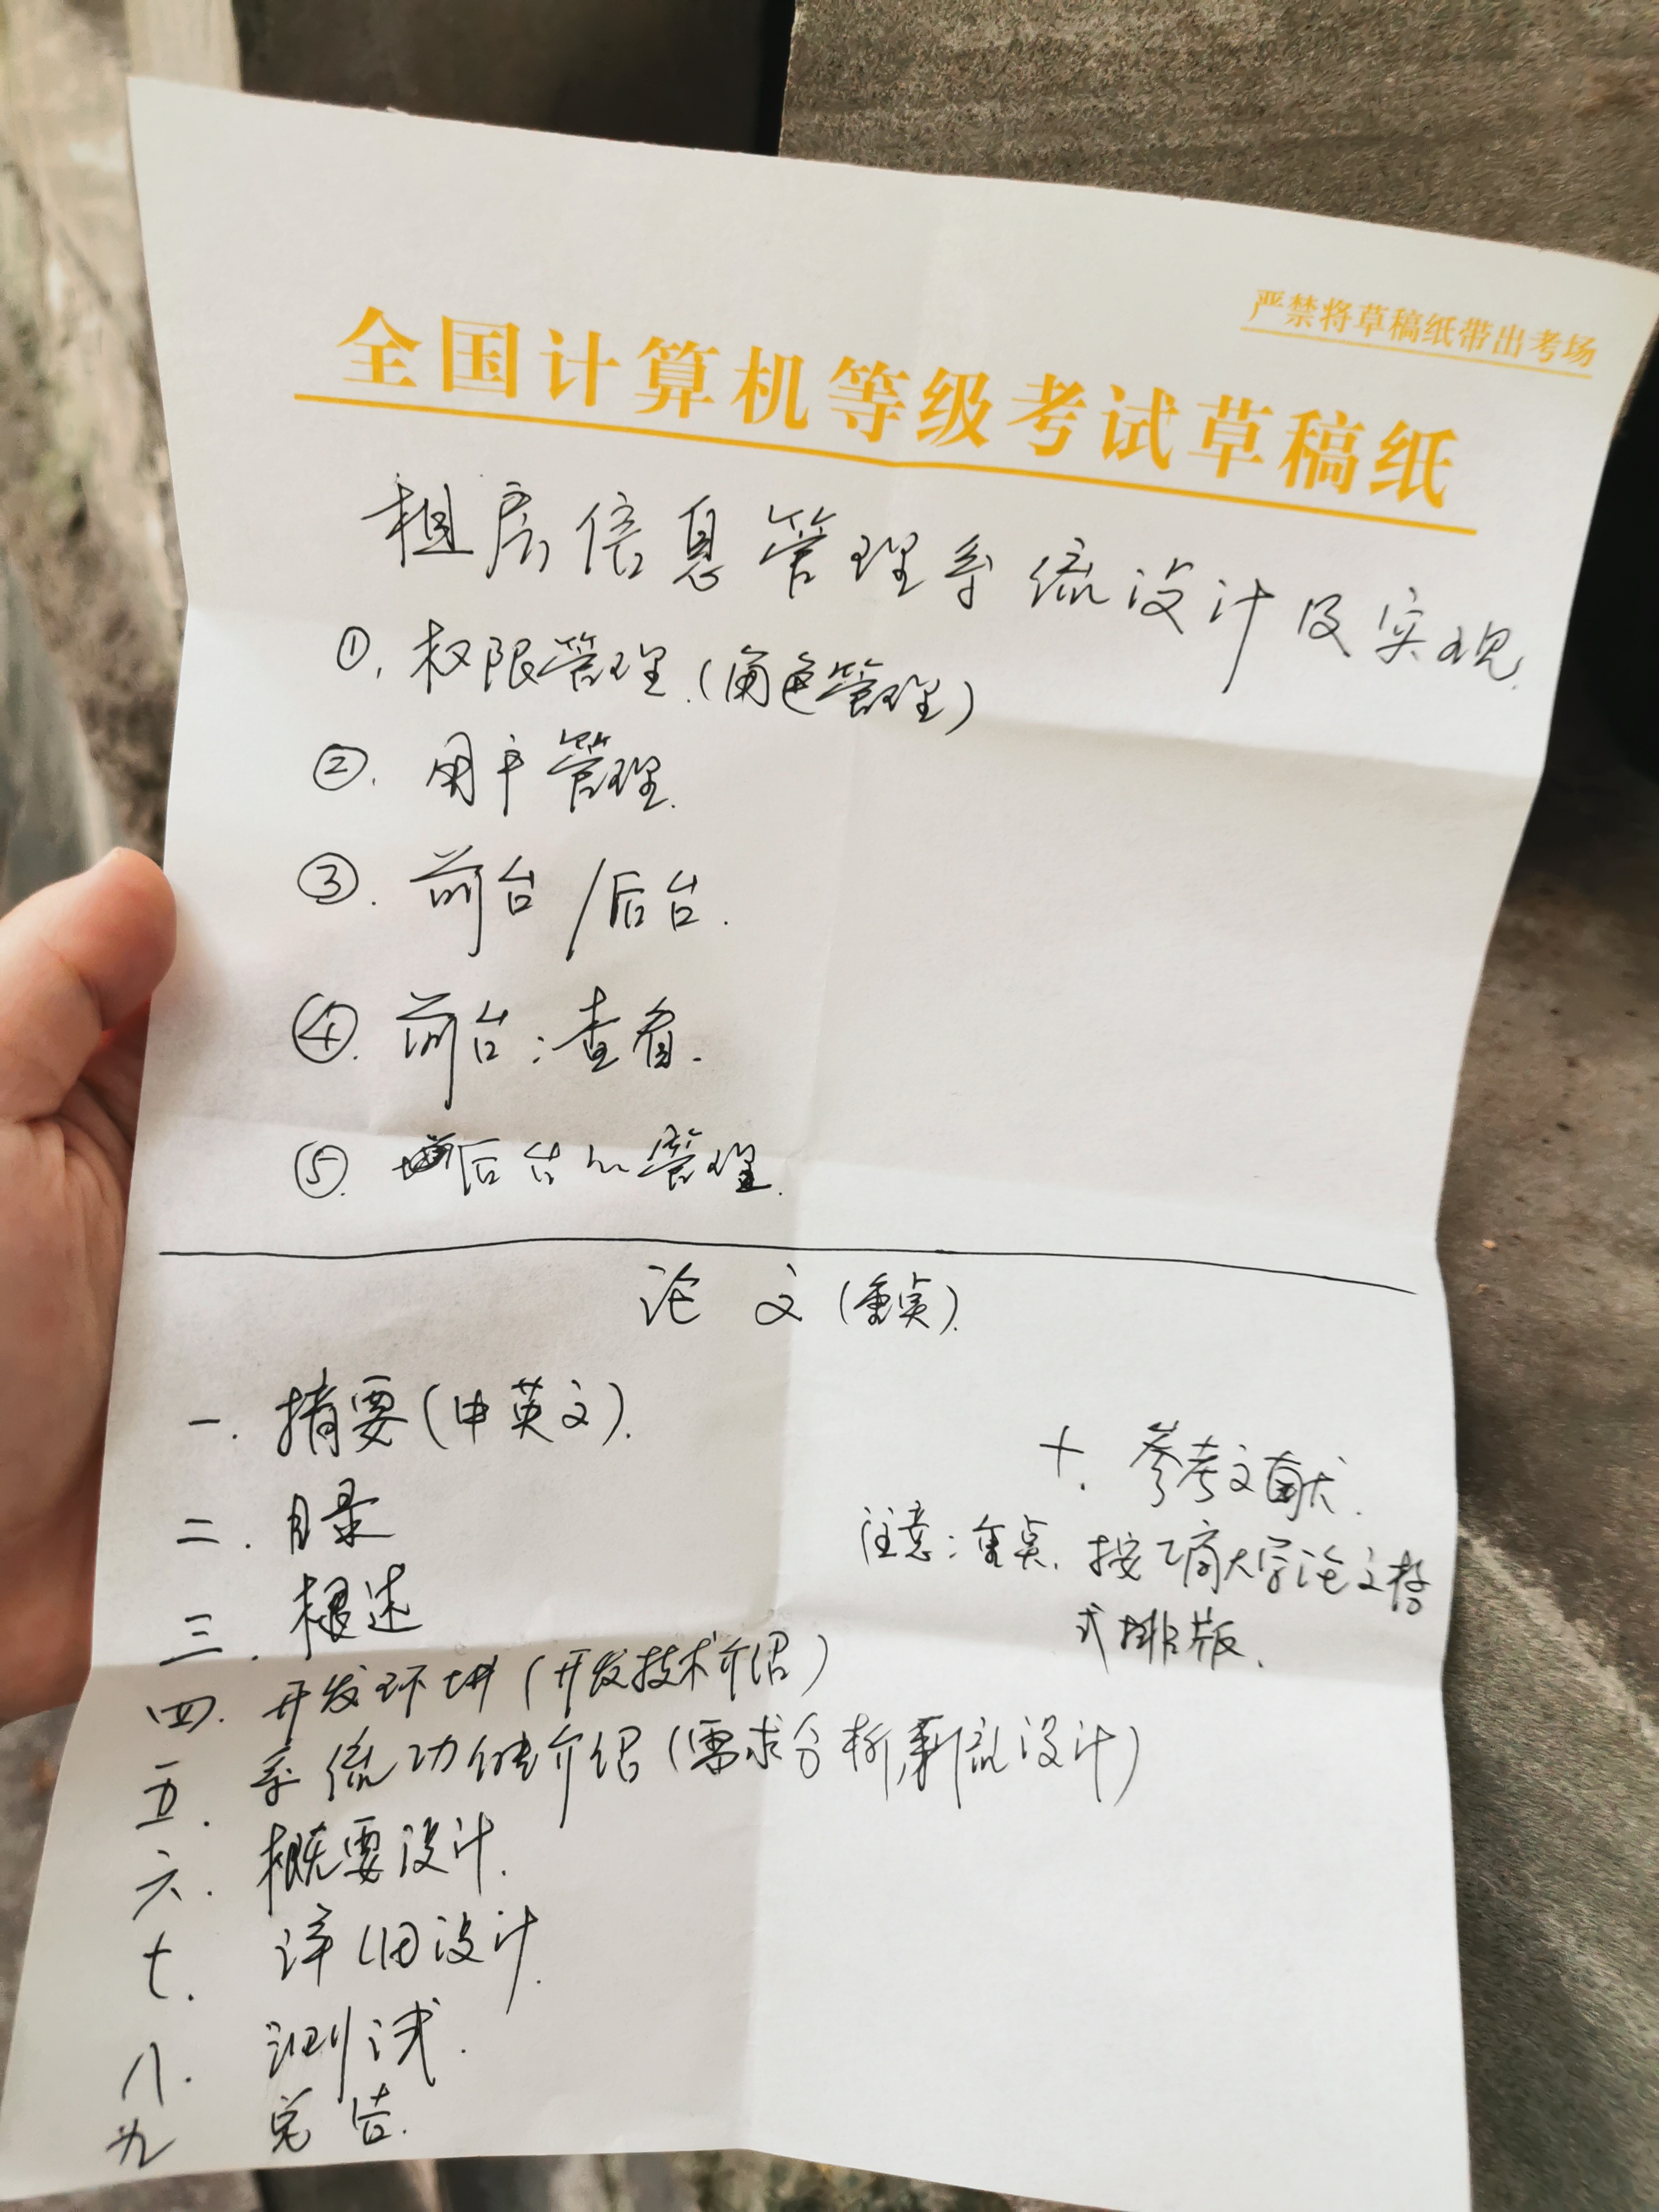 严禁将草稿纸带出考场
全国计算机等级考试草稿纸
租房信息管理系统设计及实现.
①. 权限管理.(角色管理)
②. 用户管理.
③. 前台/后台.
④. 前台:查看.
⑤. 后台 管理.
论文(重点).
一. 摘要(中英文).
二. 目录
三. 概述
四. 开发环境(开发技术介绍)
五. 系统功能介绍(需求分析, 设计)
六. 概要设计.
七. 详细设计.
八. 测试.
九 总结.
十. 参考文献.
注意:重点. 按工商大学论文格
式排版.